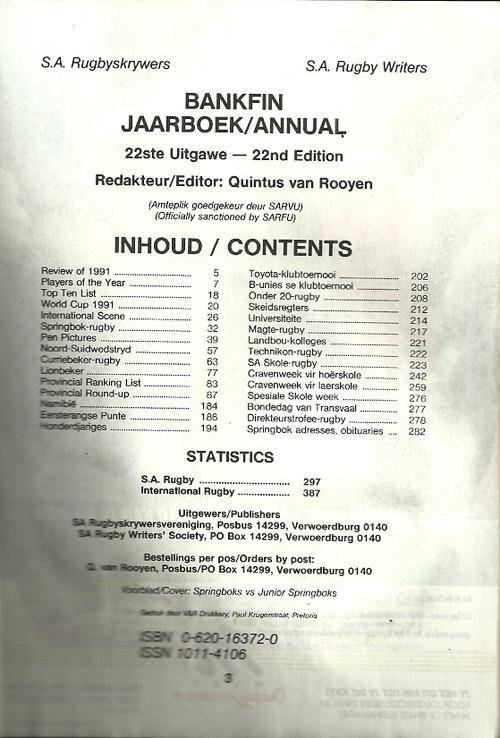 S.A. Rugbyskrywers
S.A. Rugby Writers
BANKFIN
JAARBOEK/ANNUAL
22ste Uitgawe — 22nd Edition
Redakteur/Editor: Quintus van Rooyen
(Amteplik goedgekeur deur SARVU)
(Officially sanctioned by SARFU)
INHOUD / CONTENTS
Review of 1991 .......................... 5
Players of the Year .......................... 7
Top Ten List .......................... 18
World Cup 1991 .......................... 20
International Scene .......................... 26
Springbok-rugby .......................... 32
Pen Pictures .......................... 39
Noord-Suidwedstryd .......................... 57
Curriebeker-rugby .......................... 63
Lionbeker .......................... 77
Provincial Ranking List .......................... 83
Provincial Round-up .......................... 87
Namibië .......................... 184
Eersterangse Punte .......................... 186
Honderdjariges .......................... 194
Toyota-klubtoernooi .......................... 202
B-unies se klubtoernooi .......................... 206
Onder 20-rugby .......................... 208
Skeidsregters .......................... 212
Universiteite .......................... 214
Magte-rugby .......................... 217
Landbou-kolleges .......................... 221
Technikon-rugby .......................... 222
SA Skole-rugby .......................... 223
Cravenweek vir hoërskole .......................... 242
Cravenweek vir laerskole .......................... 259
Spesiale Skole week .......................... 276
Bondedag van Transvaal .......................... 277
Direkteurstrofee-rugby .......................... 278
Springbok adresses, obituaries .... 282
STATISTICS
S.A. Rugby .......................... 297
International Rugby .......................... 387
Uitgewers/Publishers
SA Rugbyskrywersvereniging, Posbus 14299, Verwoerdburg 0140
SA Rugby Writers' Society, PO Box 14299, Verwoerdburg 0140
Bestellings per pos/Orders by post:
Q. van Rooyen, Posbus/PO Box 14299, Verwoerdburg 0140
Voorblad/Cover: Springboks vs Junior Springboks
Gedruk deur V&R Drukkery, Paul Krugerstraat, Pretoria
ISBN 0-620-16372-0
ISSN 1011-4106
3